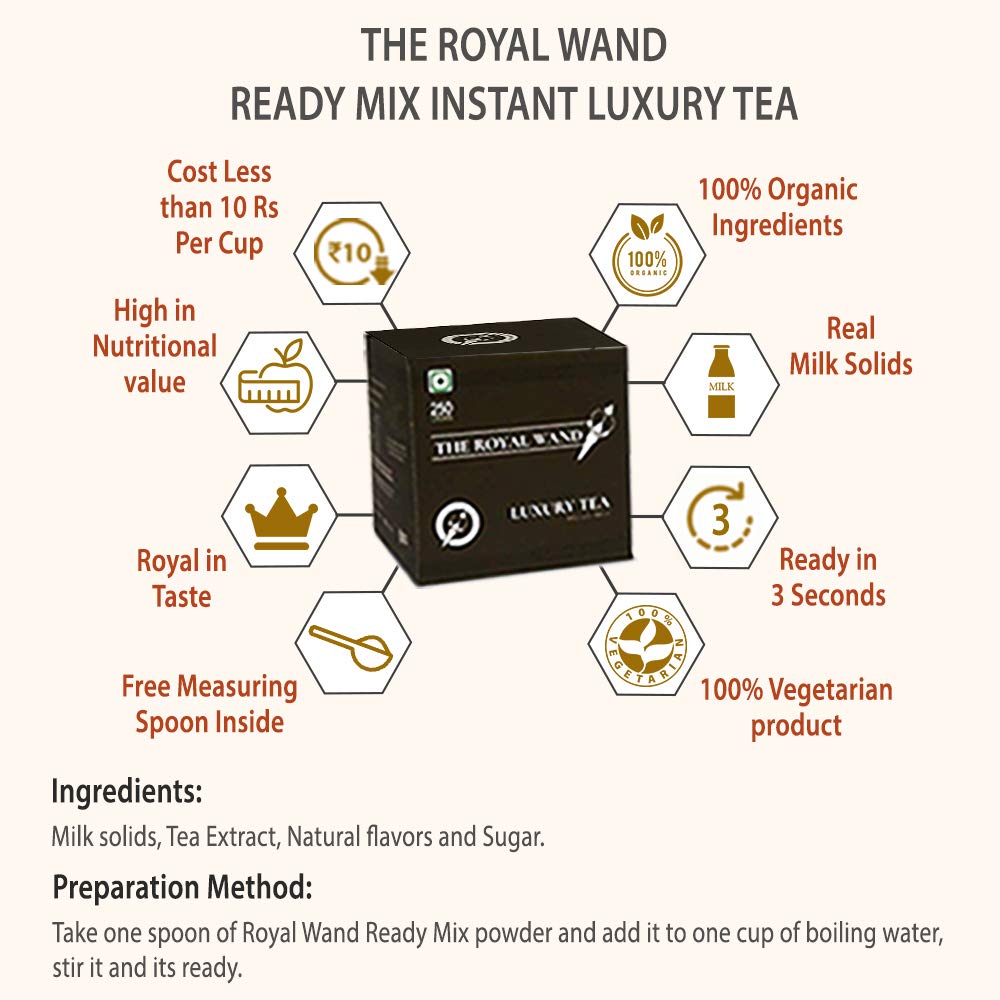 THE ROYAL WAND
READY MIX INSTANT LUXURY TEA
Cost Less
than 10 Rs
Per Cup
₹10
100% Organic
Ingredients
100%
ORGANIC
High in
Nutritional
value
Real
Milk Solids
MILK
250
THE ROYAL WAND
LUXURY TEA
Royal in
Taste
3
Ready in
3 Seconds
Free Measuring
Spoon Inside
100% VEGETARIAN
100% Vegetarian
product
Ingredients:
Milk solids, Tea Extract, Natural flavors and Sugar.
Preparation Method:
Take one spoon of Royal Wand Ready Mix powder and add it to one cup of boiling water,
stir it and its ready.